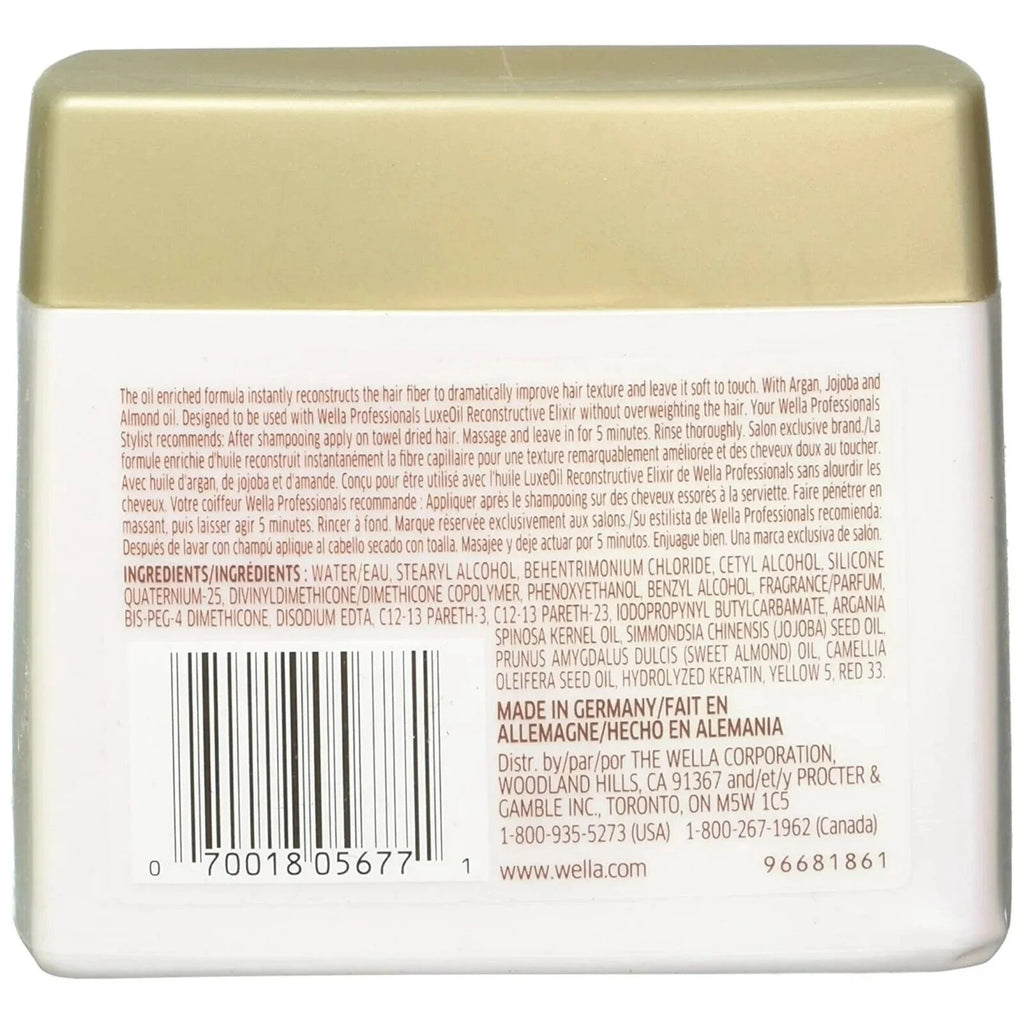 The oil enriched formula instantly reconstructs the hair fiber to dramatically improve hair texture and leave it soft to touch. With Argan, Jojoba and
Almond oil. Designed to be used with Wella Professionals LuxeOil Reconstructive Elixir without overweighting the hair. Your Wella Professionals
Stylist recommends: After shampooing apply on towel dried hair. Massage and leave in for 5 minutes. Rinse thoroughly. Salon exclusive brand./La
formule enrichie d'huile reconstruit instantanément la fibre capillaire pour une texture remarquablement améliorée et des cheveux doux au toucher.
Avec huile d'argan, de jojoba et d'amande. Conçu pour être utilisé avec l'huile LuxeOil Reconstructive Elixir de Wella Professionals sans alourdir les
cheveux. Votre coiffeur Wella Professionals recommande : Appliquer après le shampooing sur des cheveux essorés à la serviette. Faire pénétrer en
massant, puis laisser agir 5 minutes. Rincer à fond. Marque réservée exclusivement aux salons./Su estilista de Wella Professionals recomienda:
Después de lavar con champú aplique al cabello secado con toalla. Masajee y deje actuar por 5 minutos. Enjuague bien. Una marca exclusiva de salón.
INGREDIENTS/INGRÉDIENTS : WATER/EAU, STEARYL ALCOHOL, BEHENTRIMONIUM CHLORIDE, CETYL ALCOHOL, SILICONE
QUATERNIUM-25, DIVINYLDIMETHICONE/DIMETHICONE COPOLYMER, PHENOXYETHANOL, BENZYL ALCOHOL, FRAGRANCE/PARFUM,
BIS-PEG-4 DIMETHICONE, DISODIUM EDTA, C12-13 PARETH-3, C12-13 PARETH-23, IODOPROPYNYL BUTYLCARBAMATE, ARGANIA
SPINOSA KERNEL OIL, SIMMONDSIA CHINENSIS (JOJOBA) SEED OIL,
PRUNUS AMYGDALUS DULCIS (SWEET ALMOND) OIL, CAMELLIA
OLEIFERA SEED OIL, HYDROLYZED KERATIN, YELLOW 5, RED 33.
MADE IN GERMANY/FAIT EN
ALLEMAGNE/HECHO EN ALEMANIA
Distr. by/par/por THE WELLA CORPORATION,
WOODLAND HILLS, CA 91367 and/et/y PROCTER &
GAMBLE INC., TORONTO, ON M5W 1C5
1-800-935-5273 (USA) 1-800-267-1962 (Canada)
www.wella.com 96681861
0 70018 05677 1